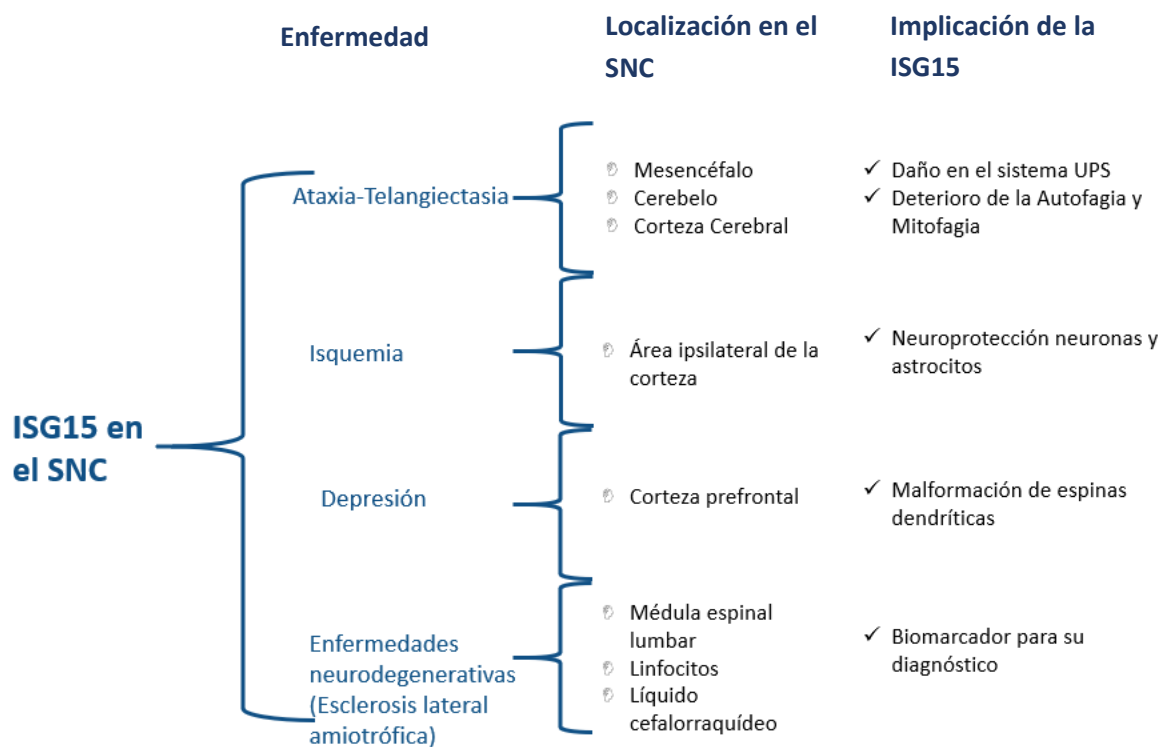 Enfermedad
Localización en el
SNC
Implicación de la
ISG15
ISG15 en
el SNC
Ataxia-Telangiectasia
Mesencéfalo
Cerebelo
Corteza Cerebral
✓ Daño en el sistema UPS
✓ Deterioro de la Autofagia y
Mitofagia
Isquemia
Área ipsilateral de la
corteza
✓ Neuroprotección neuronas y
astrocitos
Depresión
Corteza prefrontal
✓ Malformación de espinas
dendríticas
Enfermedades
neurodegenerativas
(Esclerosis lateral
amiotrófica)
Médula espinal
lumbar
Linfocitos
Líquido
cefalorraquídeo
✓ Biomarcador para su
diagnóstico